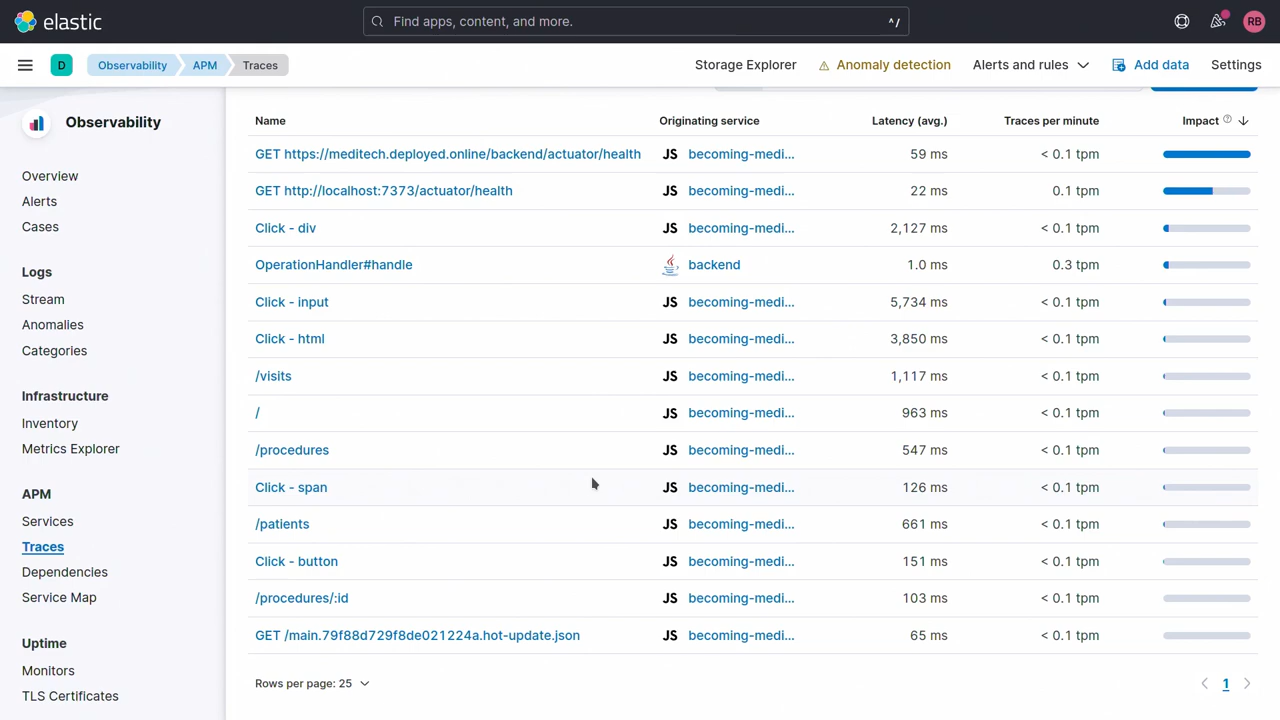 elastic
Find apps, content, and more.
^/
RB
D
Observability
APM
Traces
Storage Explorer
Anomaly detection
Alerts and rules
Add data
Settings
Observability
Overview
Alerts
Cases
Logs
Stream
Anomalies
Categories
Infrastructure
Inventory
Metrics Explorer
APM
Services
Traces
Dependencies
Service Map
Uptime
Monitors
TLS Certificates
Name Originating service Latency (avg.) Traces per minute Impact
GET https://meditech.deployed.online/backend/actuator/health JS becoming-medi... 59 ms < 0.1 tpm
GET http://localhost:7373/actuator/health JS becoming-medi... 22 ms 0.1 tpm
Click - div JS becoming-medi... 2,127 ms < 0.1 tpm
OperationHandler#handle backend 1.0 ms 0.3 tpm
Click - input JS becoming-medi... 5,734 ms < 0.1 tpm
Click - html JS becoming-medi... 3,850 ms < 0.1 tpm
/visits JS becoming-medi... 1,117 ms < 0.1 tpm
/ JS becoming-medi... 963 ms < 0.1 tpm
/procedures JS becoming-medi... 547 ms < 0.1 tpm
Click - span JS becoming-medi... 126 ms < 0.1 tpm
/patients JS becoming-medi... 661 ms < 0.1 tpm
Click - button JS becoming-medi... 151 ms < 0.1 tpm
/procedures/:id JS becoming-medi... 103 ms < 0.1 tpm
GET /main.79f88d729f8de021224a.hot-update.json JS becoming-medi... 65 ms < 0.1 tpm
Rows per page: 25
1